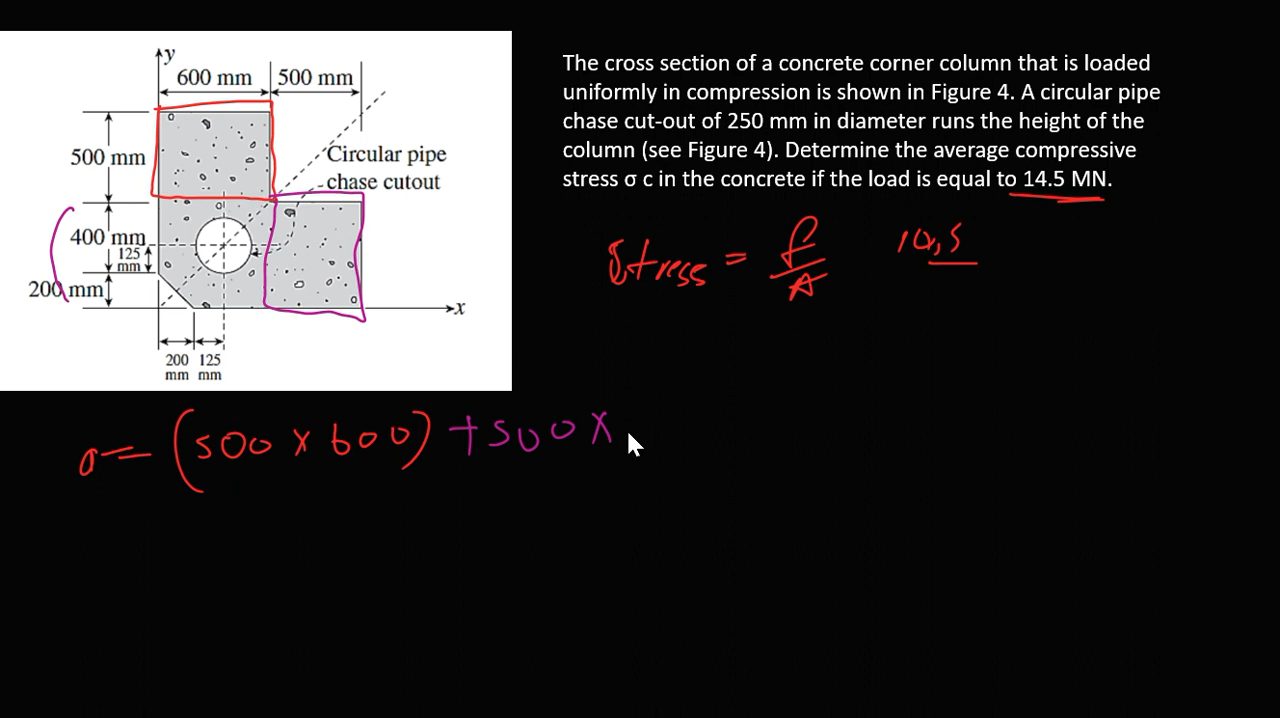 y
600 mm 500 mm
500 mm
Circular pipe
chase cutout
400 mm
125
mm
200 mm
x
200 125
mm mm
The cross section of a concrete corner column that is loaded
uniformly in compression is shown in Figure 4. A circular pipe
chase cut-out of 250 mm in diameter runs the height of the
column (see Figure 4). Determine the average compressive
stress σ c in the concrete if the load is equal to 14.5 MN.
Stress = P/A 14,5
= (500 × 600) + 500 ×